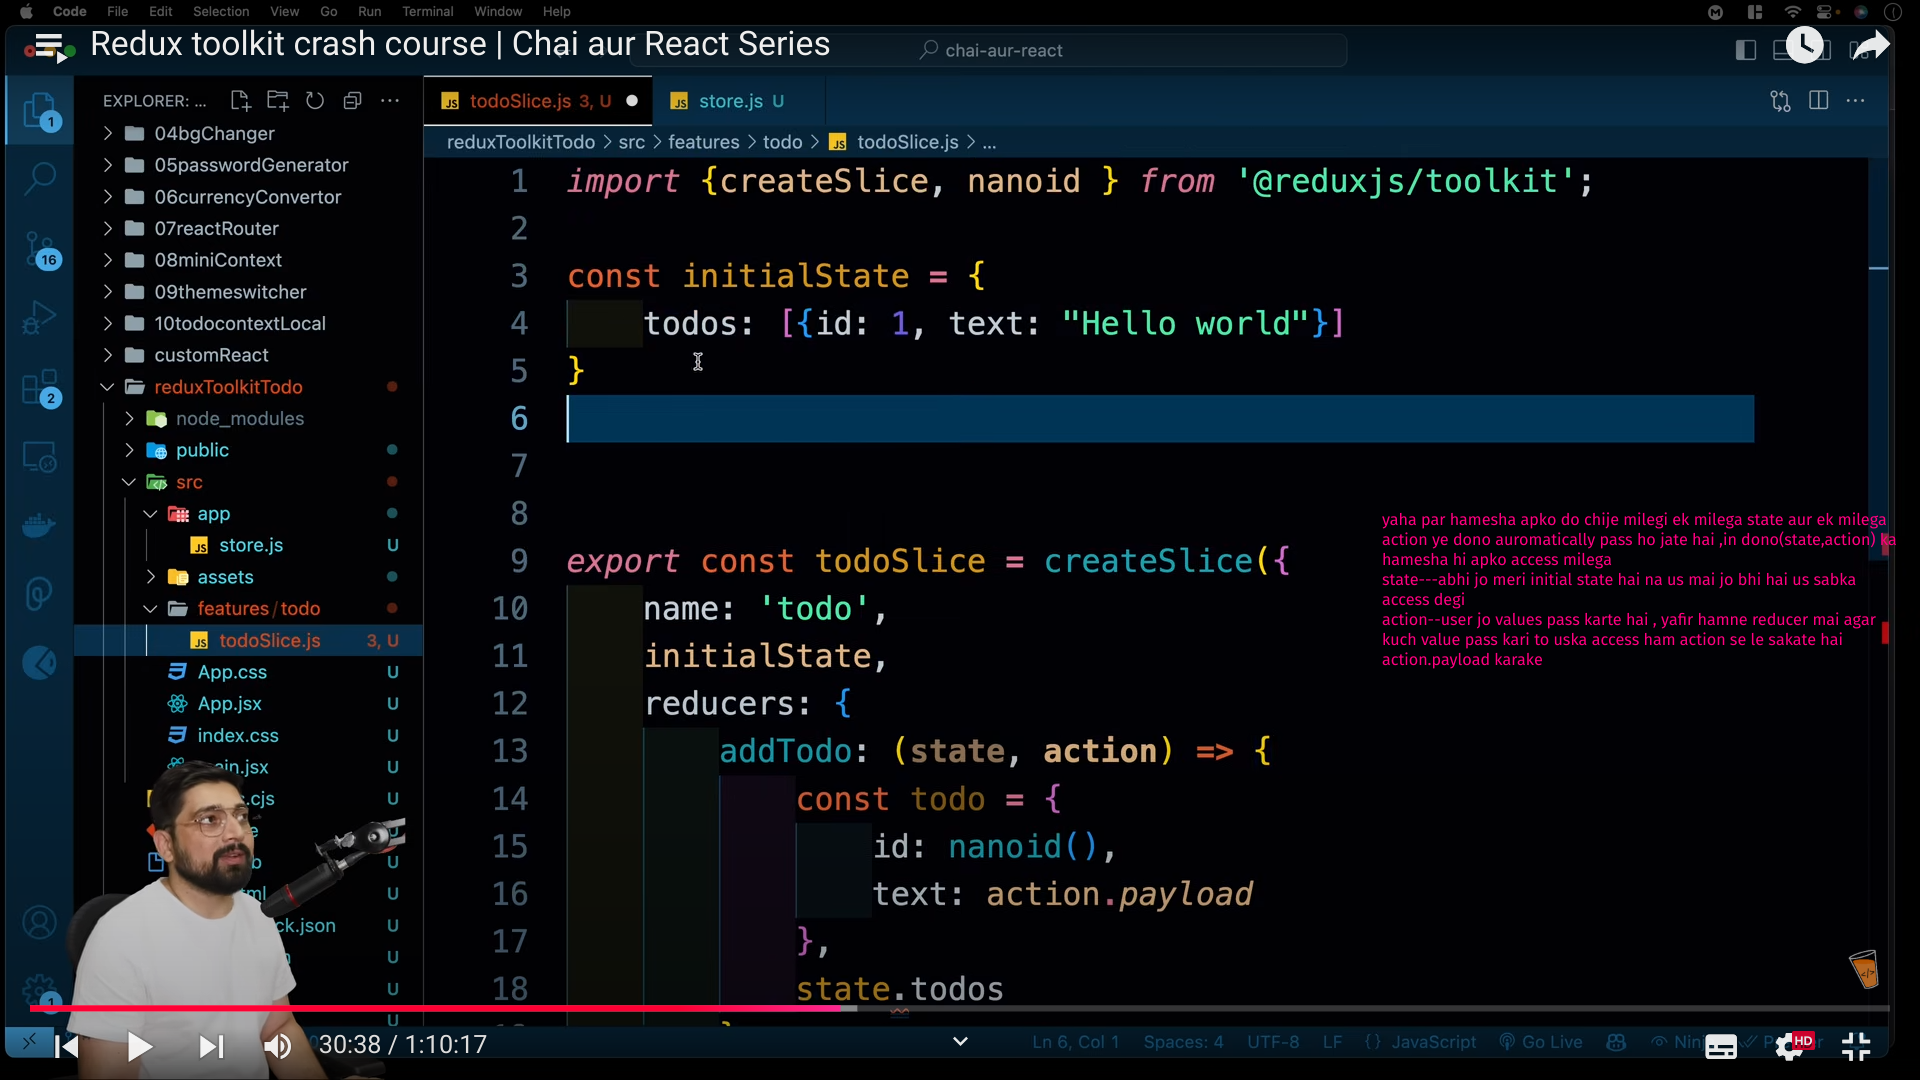 Code File Edit Selection View Go Run Terminal Window Help
Redux toolkit crash course | Chai aur React Series
chai-aur-react
EXPLORER: ...
todoSlice.js 3, U
store.js U
reduxToolkitTodo > src > features > todo > todoSlice.js > ...
04bgChanger
05passwordGenerator
06currencyConvertor
07reactRouter
08miniContext
09themeswitcher
10todocontextLocal
customReact
reduxToolkitTodo
node_modules
public
src
app
store.js U
assets
features/todo
todoSlice.js 3, U
App.css U
App.jsx U
index.css U
ain.jsx U
.cjs U
e U
b U
ml U
ck.json U
U
U
U
1
16
2
1
1 import {createSlice, nanoid } from '@reduxjs/toolkit';
2
3 const initialState = {
4 todos: [{id: 1, text: "Hello world"}]
5 }
6
7
8
9 export const todoSlice = createSlice({
10 name: 'todo',
11 initialState,
12 reducers: {
13 addTodo: (state, action) => {
14 const todo = {
15 id: nanoid(),
16 text: action.payload
17 },
18 state.todos
yaha par hamesha apko do chije milegi ek milega state aur ek milega
action ye dono auromatically pass ho jate hai ,in dono(state,action) ka
hamesha hi apko access milega
state---abhi jo meri initial state hai na us mai jo bhi hai us sabka
access degi
action--user jo values pass karte hai , yafir hamne reducer mai agar
kuch value pass kari to uska access ham action se le sakate hai
action.payload karake
30:38 / 1:10:17
Ln 6, Col 1 Spaces: 4 UTF-8 LF {} JavaScript Go Live Nin
HD